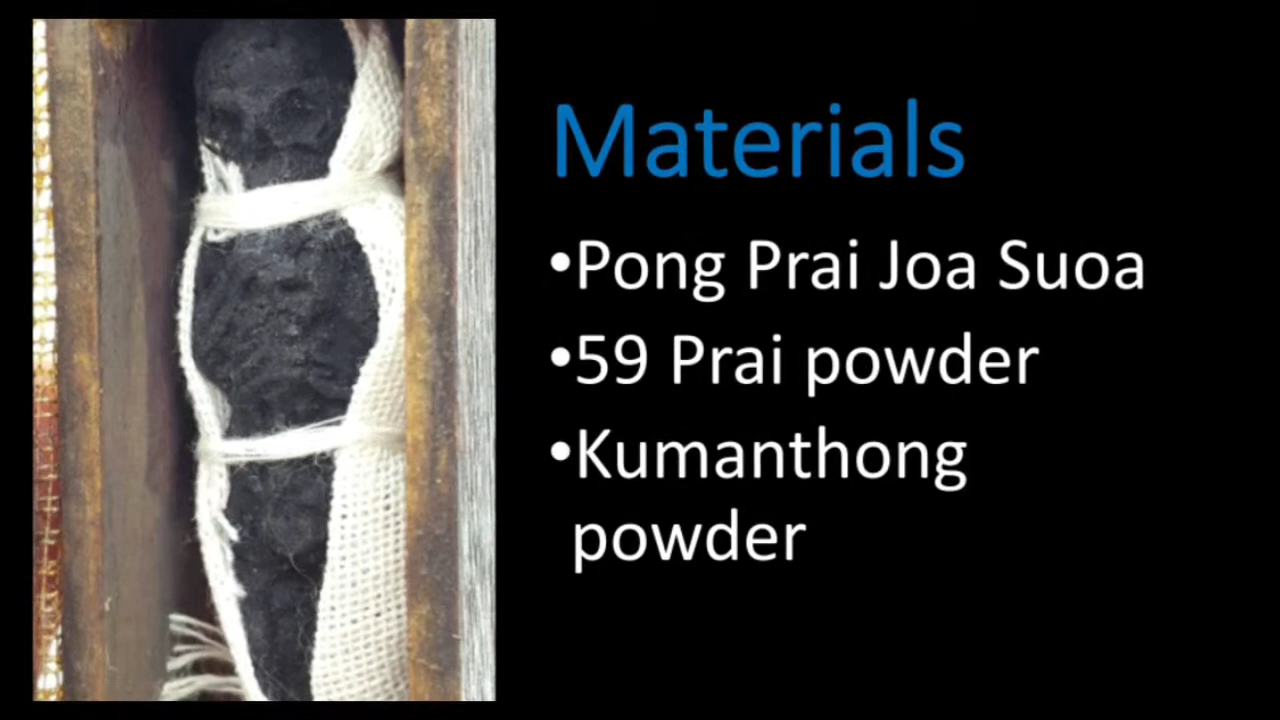 Materials
•Pong Prai Joa Suoa
•59 Prai powder
•Kumanthong
powder